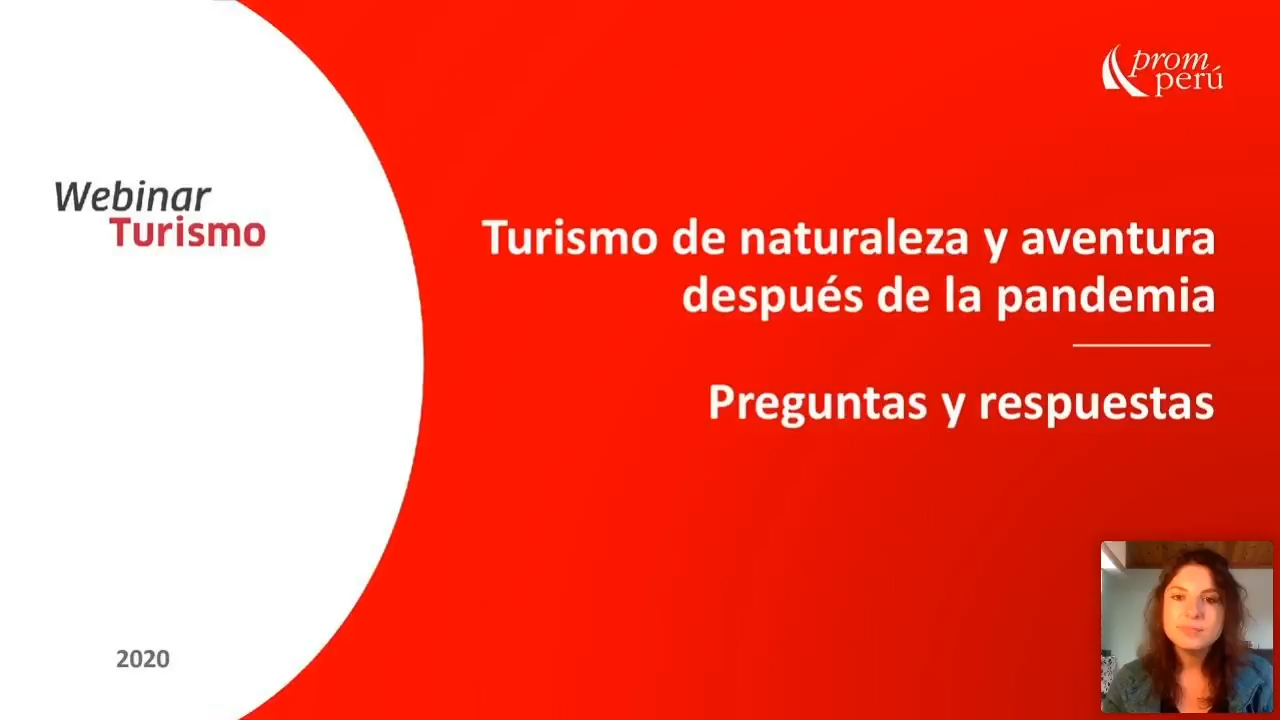 prom
perú
Webinar
Turismo
Turismo de naturaleza y aventura
después de la pandemia
Preguntas y respuestas
2020